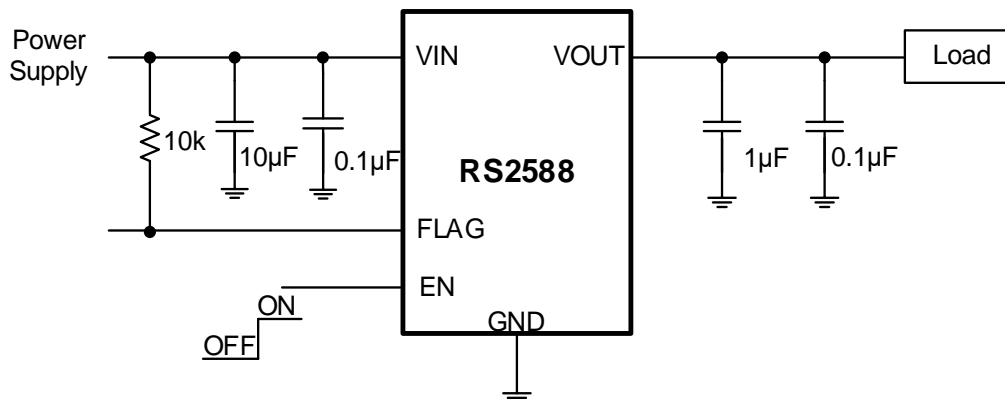 Power
Supply
VIN
VOUT
Load
10k
10µF
0.1µF
1µF
0.1µF
RS2588
FLAG
EN
ON
OFF
GND